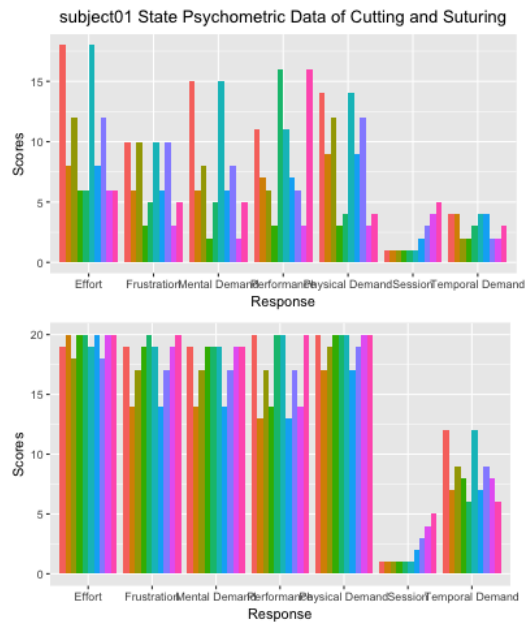 subject01 State Psychometric Data of Cutting and Suturing
15
10
5
0
Scores
Effort Frustration Mental Demand Performance Physical Demand Session Temporal Demand
Response
20
15
10
5
0
Scores
Effort Frustration Mental Demand Performance Physical Demand Session Temporal Demand
Response